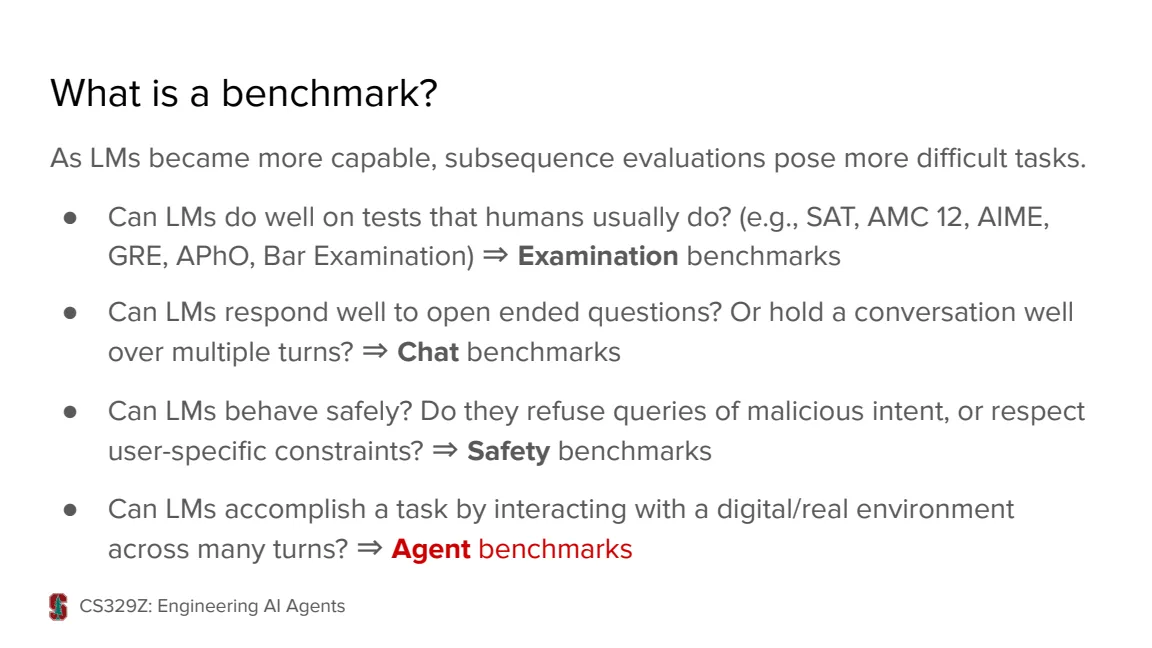 What is a benchmark?
As LMs became more capable, subsequence evaluations pose more difficult tasks.
● Can LMs do well on tests that humans usually do? (e.g., SAT, AMC 12, AIME,
GRE, APhO, Bar Examination) ⇒ Examination benchmarks
● Can LMs respond well to open ended questions? Or hold a conversation well
over multiple turns? ⇒ Chat benchmarks
● Can LMs behave safely? Do they refuse queries of malicious intent, or respect
user-specific constraints? ⇒ Safety benchmarks
● Can LMs accomplish a task by interacting with a digital/real environment
across many turns? ⇒ Agent benchmarks
CS329Z: Engineering AI Agents